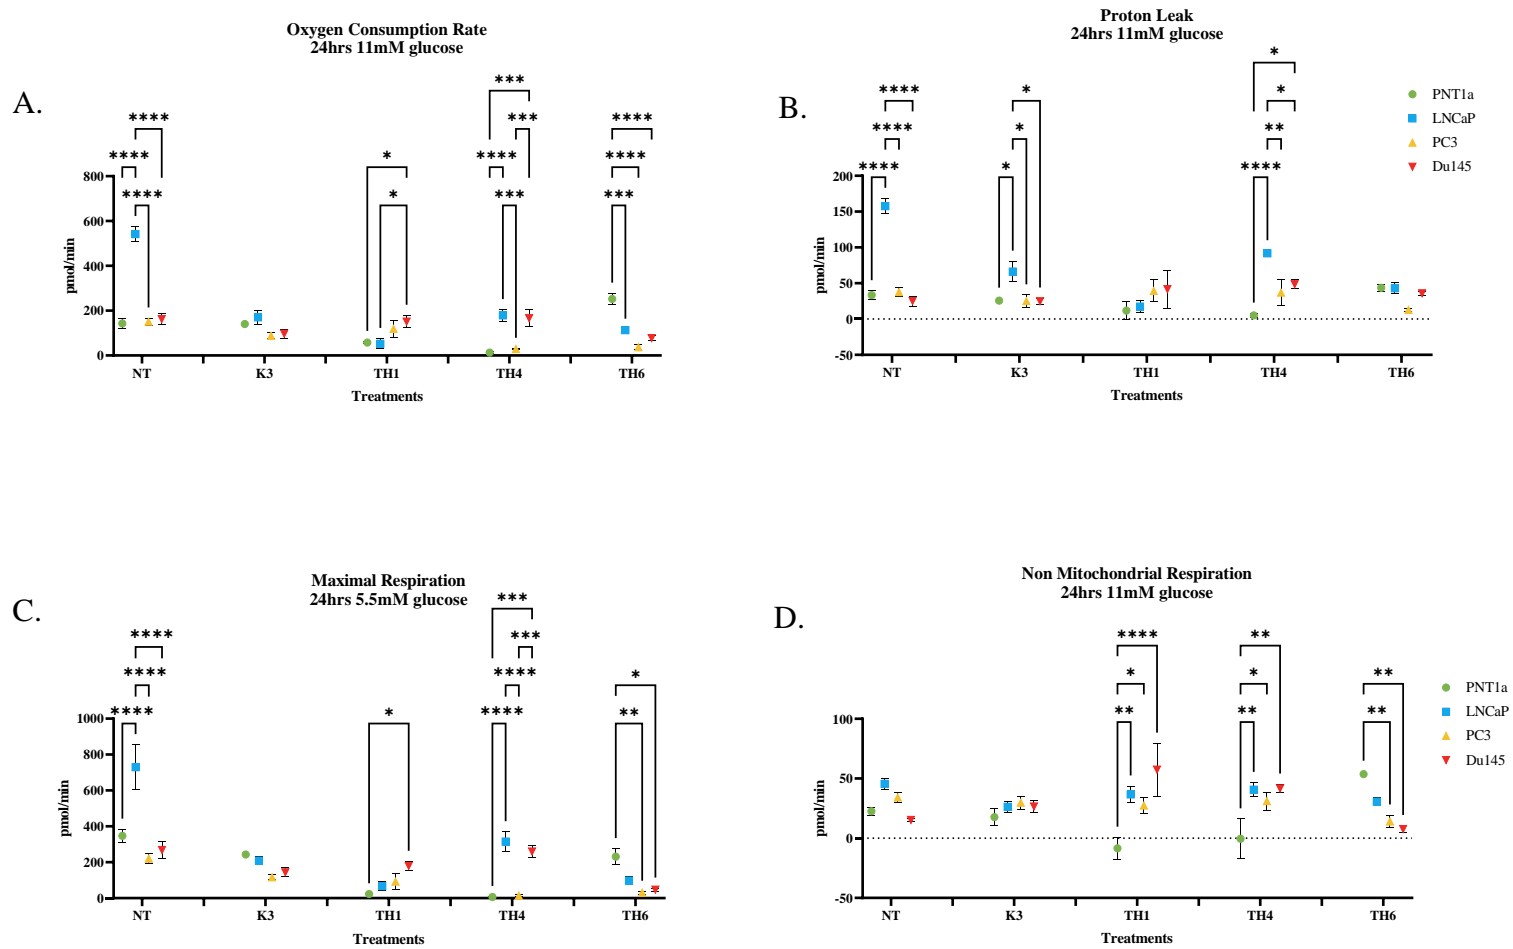 A.
Oxygen Consumption Rate
24hrs 11mM glucose
pmol/min
800
600
400
200
0
**** **** ****
* *
*** *** **** ***
**** **** ***
NT K3 TH1 TH4 TH6
Treatments
B.
Proton Leak
24hrs 11mM glucose
pmol/min
200
150
100
50
0
-50
**** **** ****
* * *
* * ** ****
NT K3 TH1 TH4 TH6
Treatments
PNT1a
LNCaP
PC3
Du145
C.
Maximal Respiration
24hrs 5.5mM glucose
pmol/min
1000
800
600
400
200
0
**** **** ****
*
*** *** **** ****
* **
NT K3 TH1 TH4 TH6
Treatments
D.
Non Mitochondrial Respiration
24hrs 11mM glucose
pmol/min
100
50
0
-50
**** * **
** * **
** **
NT K3 TH1 TH4 TH6
Treatments
PNT1a
LNCaP
PC3
Du145